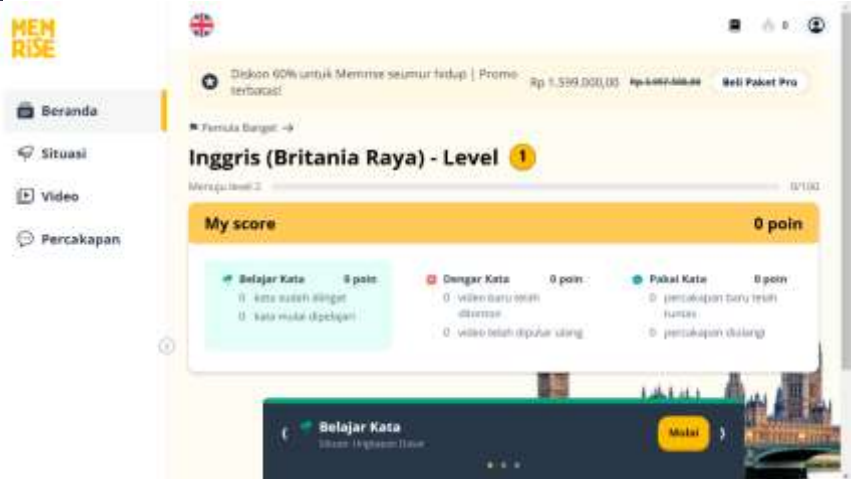 MEM
RiSE
0
Diskon 60% untuk Memrise seumur hidup | Promo
terbatas!
Rp 1.599.000,00
Beli Paket Pro
Beranda
Situasi
Video
Percakapan
Pemula Banget →
Inggris (Britania Raya) - Level 1
Menuju level 2
0/100
My score
0 poin
Belajar Kata 0 poin
0 kata sudah diingat
0 kata mulai dipelajari
Dengar Kata 0 poin
0 video baru telah
ditonton
0 video telah diputar ulang
Pakai Kata 0 poin
0 percakapan baru telah
tuntas
0 percakapan diulangi
Belajar Kata
Mulai